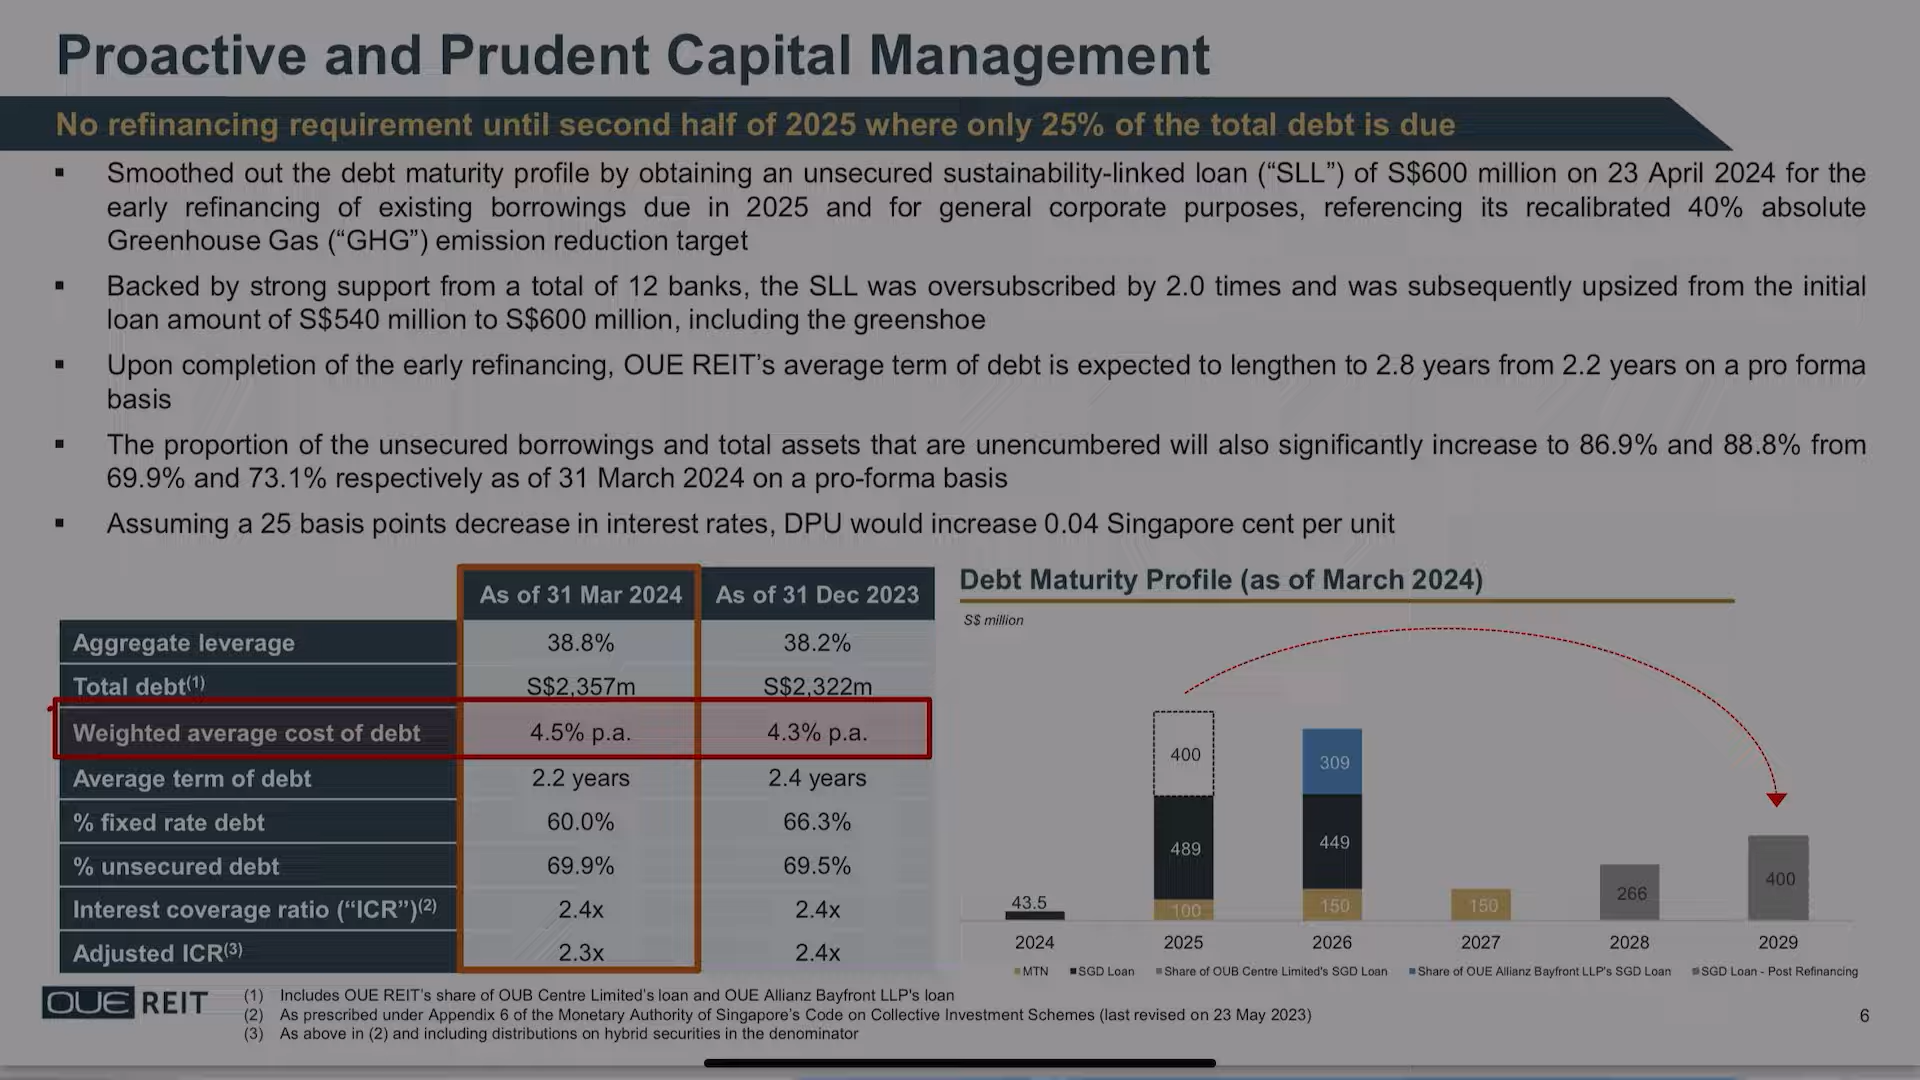 Proactive and Prudent Capital Management
No refinancing requirement until second half of 2025 where only 25% of the total debt is due
▪ Smoothed out the debt maturity profile by obtaining an unsecured sustainability-linked loan (“SLL”) of S$600 million on 23 April 2024 for the
early refinancing of existing borrowings due in 2025 and for general corporate purposes, referencing its recalibrated 40% absolute
Greenhouse Gas (“GHG”) emission reduction target
▪ Backed by strong support from a total of 12 banks, the SLL was oversubscribed by 2.0 times and was subsequently upsized from the initial
loan amount of S$540 million to S$600 million, including the greenshoe
▪ Upon completion of the early refinancing, OUE REIT’s average term of debt is expected to lengthen to 2.8 years from 2.2 years on a pro forma
basis
▪ The proportion of the unsecured borrowings and total assets that are unencumbered will also significantly increase to 86.9% and 88.8% from
69.9% and 73.1% respectively as of 31 March 2024 on a pro-forma basis
▪ Assuming a 25 basis points decrease in interest rates, DPU would increase 0.04 Singapore cent per unit
As of 31 Mar 2024 As of 31 Dec 2023
Aggregate leverage 38.8% 38.2%
Total debt(1) S$2,357m S$2,322m
Weighted average cost of debt 4.5% p.a. 4.3% p.a.
Average term of debt 2.2 years 2.4 years
% fixed rate debt 60.0% 66.3%
% unsecured debt 69.9% 69.5%
Interest coverage ratio (“ICR”)(2) 2.4x 2.4x
Adjusted ICR(3) 2.3x 2.4x
Debt Maturity Profile (as of March 2024)
S$ million
400
309
489
449
43.5
100
150
150
266
400
2024 2025 2026 2027 2028 2029
MTN SGD Loan Share of OUB Centre Limited's SGD Loan Share of OUE Allianz Bayfront LLP's SGD Loan SGD Loan - Post Refinancing
OUE REIT
(1) Includes OUE REIT’s share of OUB Centre Limited’s loan and OUE Allianz Bayfront LLP's loan
(2) As prescribed under Appendix 6 of the Monetary Authority of Singapore’s Code on Collective Investment Schemes (last revised on 23 May 2023)
(3) As above in (2) and including distributions on hybrid securities in the denominator
6